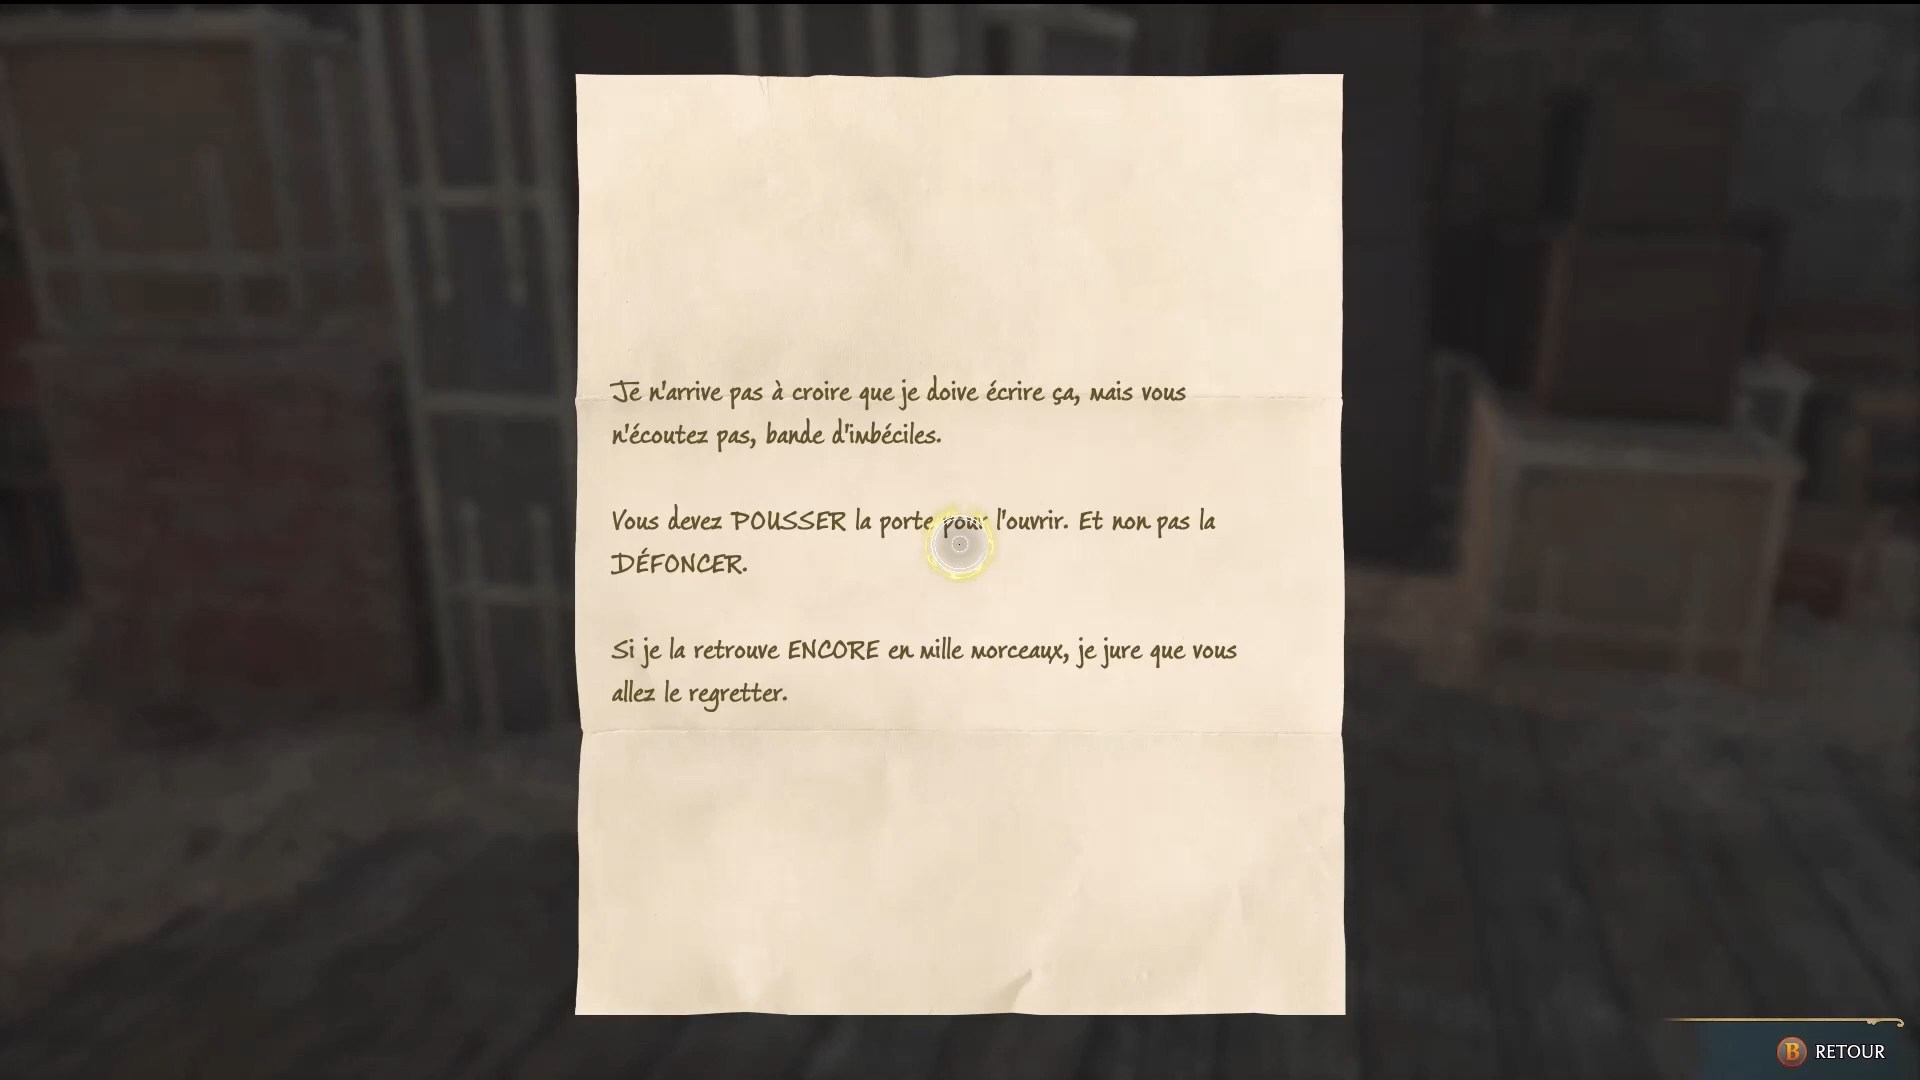 Je n'arrive pas à croire que je doive écrire ça, mais vous
n'écoutez pas, bande d'imbéciles.
Vous devez POUSSER la porte pour l'ouvrir. Et non pas la
DÉFONCER.
Si je la retrouve ENCORE en mille morceaux, je jure que vous
allez le regretter.
B RETOUR